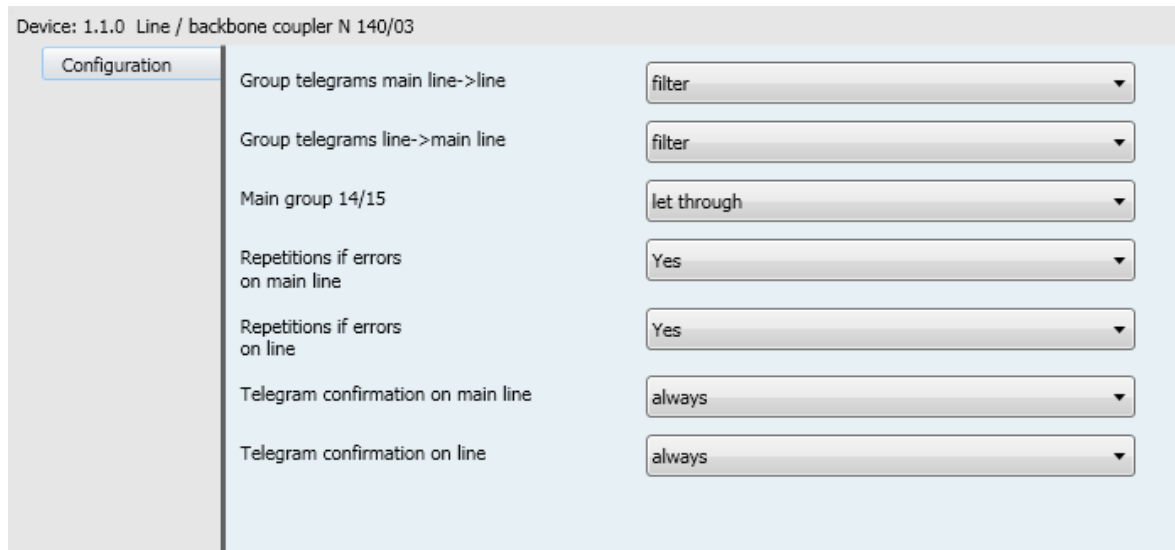 Device: 1.1.0 Line / backbone coupler N 140/03
Configuration
Group telegrams main line->line
filter
Group telegrams line->main line
filter
Main group 14/15
let through
Repetitions if errors
on main line
Yes
Repetitions if errors
on line
Yes
Telegram confirmation on main line
always
Telegram confirmation on line
always